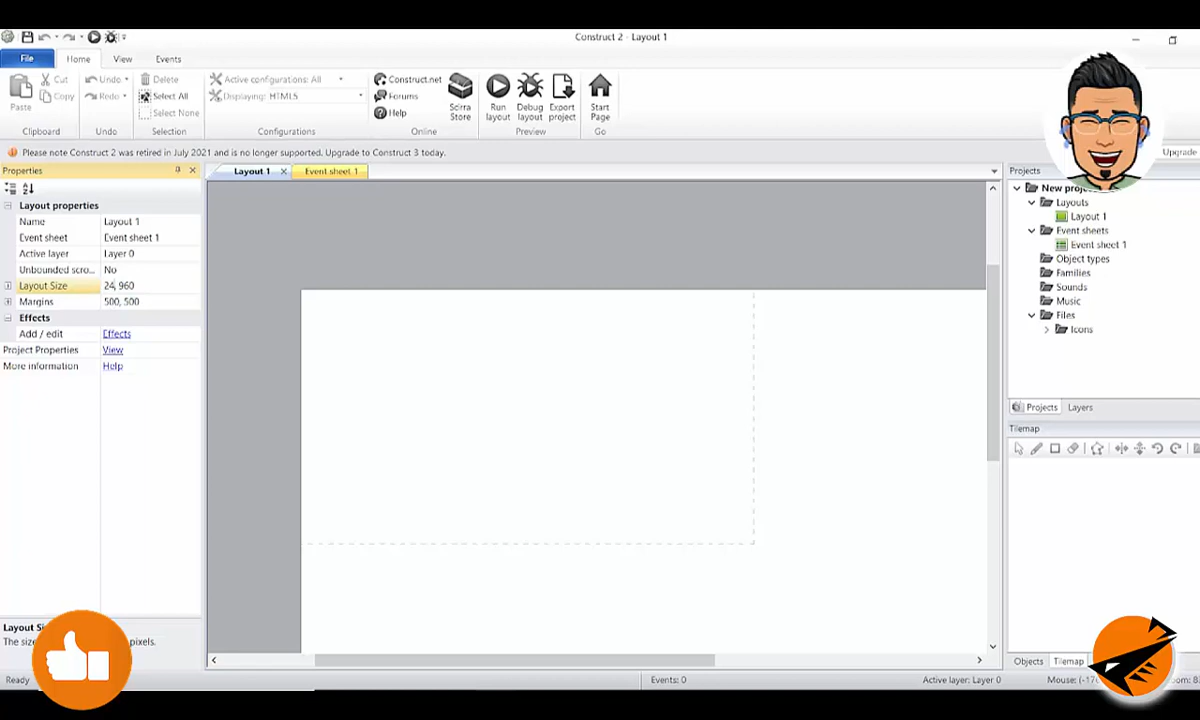 Construct 2 - Layout 1
File Home View Events
Paste
Cut
Copy
Clipboard
Undo
Redo
Undo
Delete
Select All
Select None
Selection
Active configurations: All
Displaying: HTML5
Configurations
Construct.net
Forums
Help
Scirra Store
Online
Run layout
Debug layout
Export project
Preview
Start Page
Go
Please note Construct 2 was retired in July 2021 and is no longer supported. Upgrade to Construct 3 today.
Upgrade
Properties
Layout 1
Event sheet 1
Layout properties
Name Layout 1
Event sheet Event sheet 1
Active layer Layer 0
Unbounded scro... No
Layout Size 24, 960
Margins 500, 500
Effects
Add / edit Effects
Project Properties View
More information Help
Projects
New
Layouts
Layout 1
Event sheets
Event sheet 1
Object types
Families
Sounds
Music
Files
Icons
Projects Layers
Tilemap
Layout
pixels.
Objects Tilemap
Ready
Events: 0
Active layer: Layer 0
Mouse: